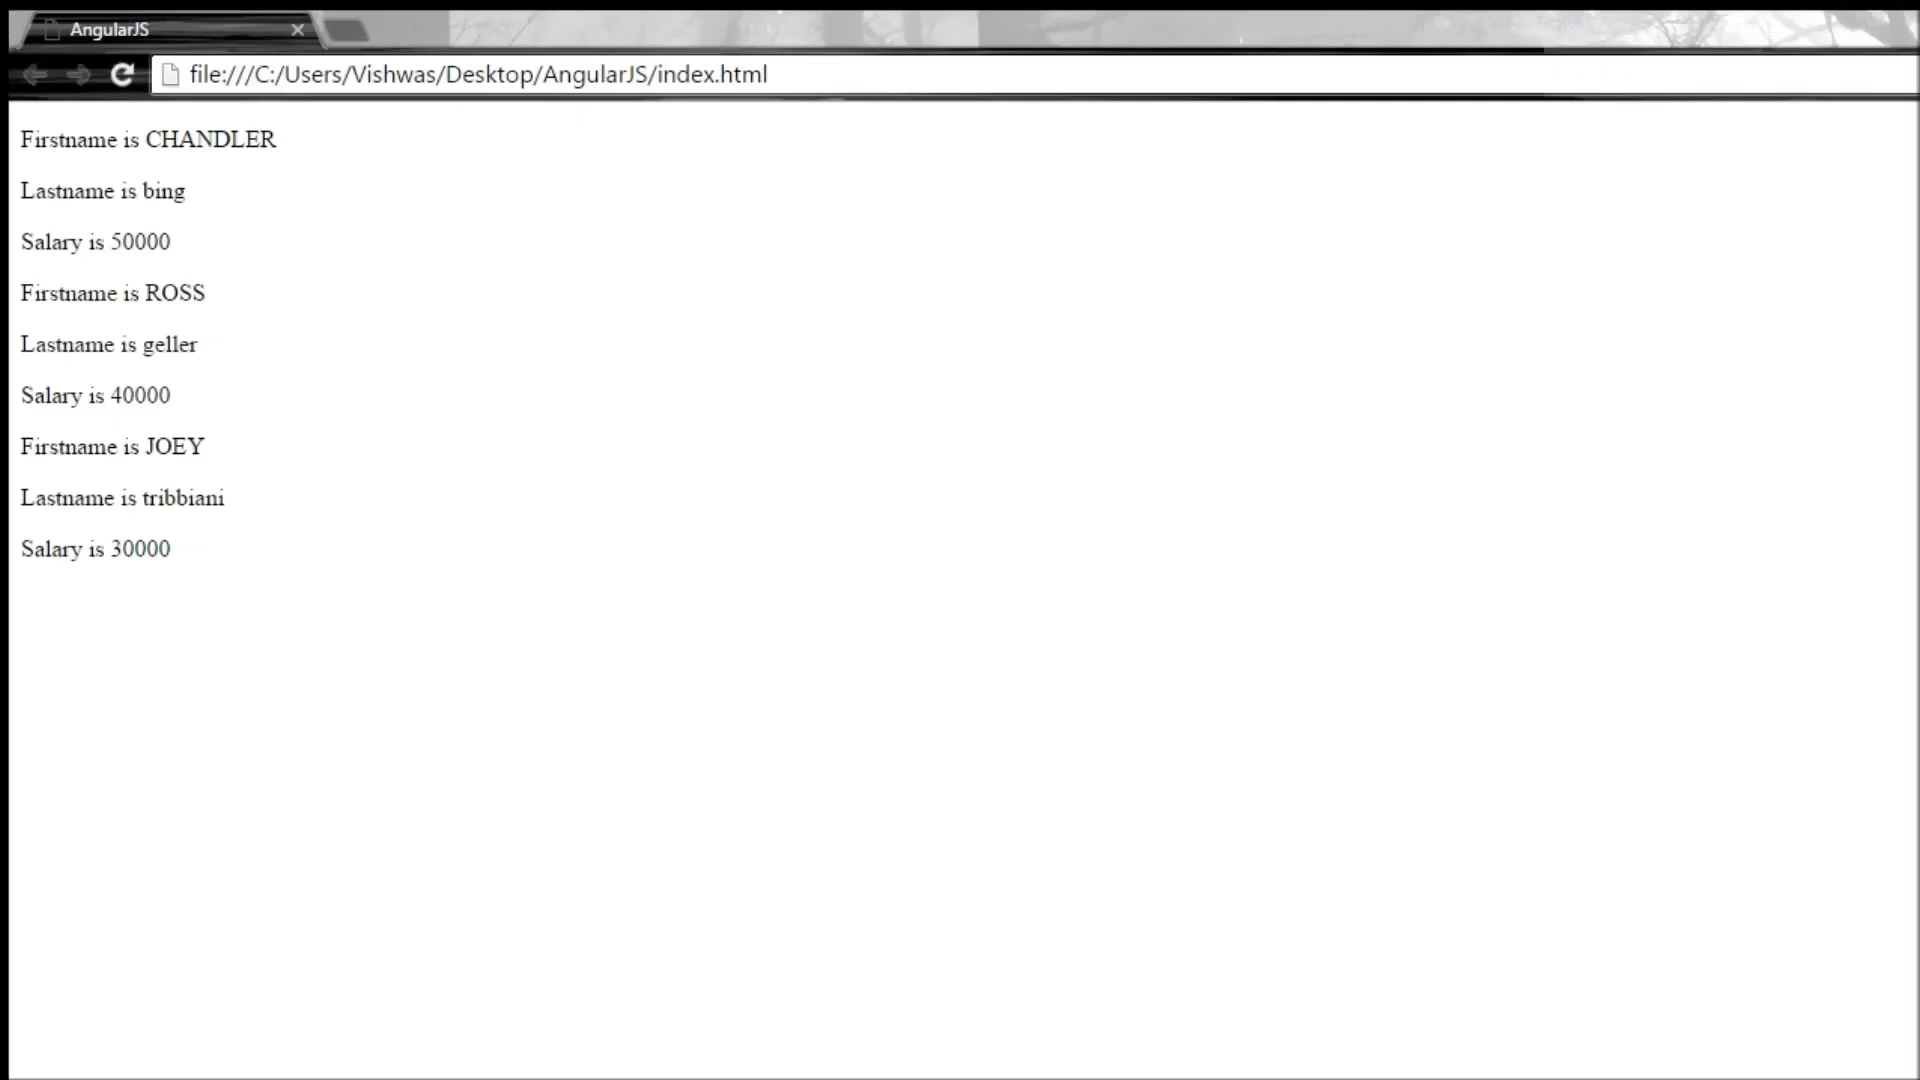 AngularJS
file:///C:/Users/Vishwas/Desktop/AngularJS/index.html
Firstname is CHANDLER
Lastname is bing
Salary is 50000
Firstname is ROSS
Lastname is geller
Salary is 40000
Firstname is JOEY
Lastname is tribbiani
Salary is 30000